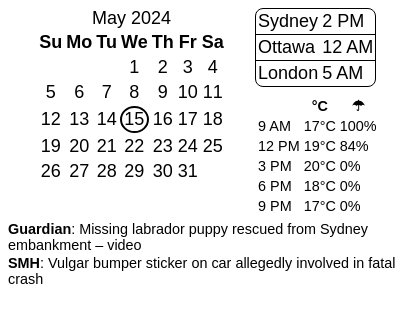 May 2024
Su Mo Tu We Th Fr Sa
1 2 3 4
5 6 7 8 9 10 11
12 13 14 15 16 17 18
19 20 21 22 23 24 25
26 27 28 29 30 31
Sydney 2 PM
Ottawa 12 AM
London 5 AM
°C ☂
9 AM 17°C 100%
12 PM 19°C 84%
3 PM 20°C 0%
6 PM 18°C 0%
9 PM 17°C 0%
Guardian: Missing labrador puppy rescued from Sydney
embankment – video
SMH: Vulgar bumper sticker on car allegedly involved in fatal
crash